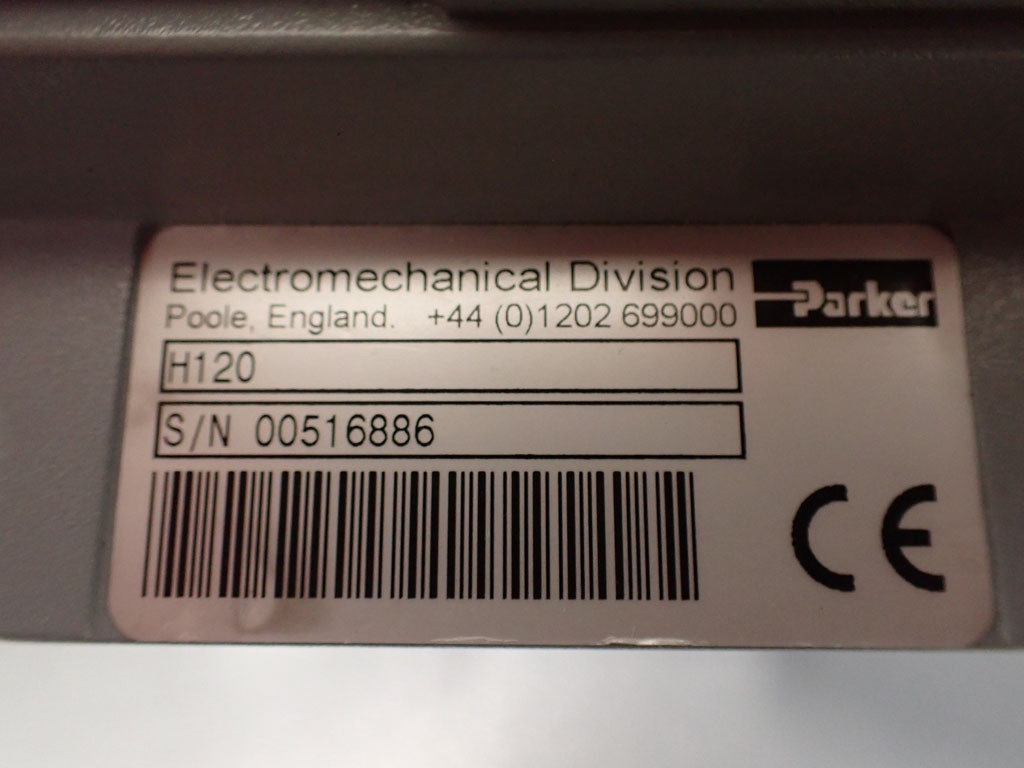 Electromechanical Division
Parker
Poole, England. +44 (0)1202 699000
H120
S/N 00516886
CE